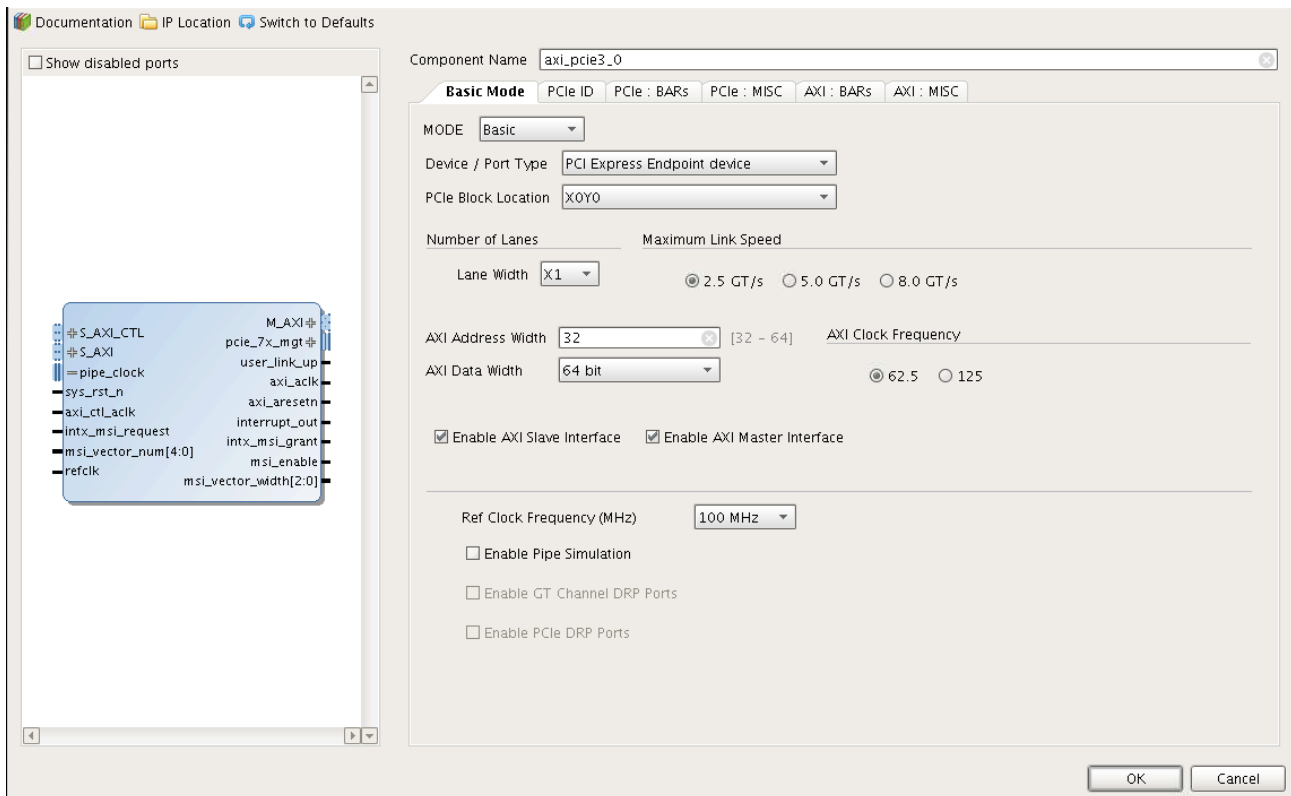 Documentation IP Location Switch to Defaults
Show disabled ports
Component Name axi_pcie3_0
Basic Mode PCIe ID PCIe : BARs PCIe : MISC AXI : BARs AXI : MISC
MODE Basic
Device / Port Type PCI Express Endpoint device
PCIe Block Location X0Y0
Number of Lanes Maximum Link Speed
Lane Width X1 2.5 GT/s 5.0 GT/s 8.0 GT/s
AXI Address Width 32 [32 - 64] AXI Clock Frequency
AXI Data Width 64 bit 62.5 125
Enable AXI Slave Interface Enable AXI Master Interface
Ref Clock Frequency (MHz) 100 MHz
Enable Pipe Simulation
Enable GT Channel DRP Ports
Enable PCIe DRP Ports
S_AXI_CTL
S_AXI
pipe_clock
sys_rst_n
axi_ctl_aclk
intx_msi_request
msi_vector_num[4:0]
refclk
M_AXI
pcie_7x_mgt
user_link_up
axi_aclk
axi_aresetn
interrupt_out
intx_msi_grant
msi_enable
msi_vector_width[2:0]
OK Cancel